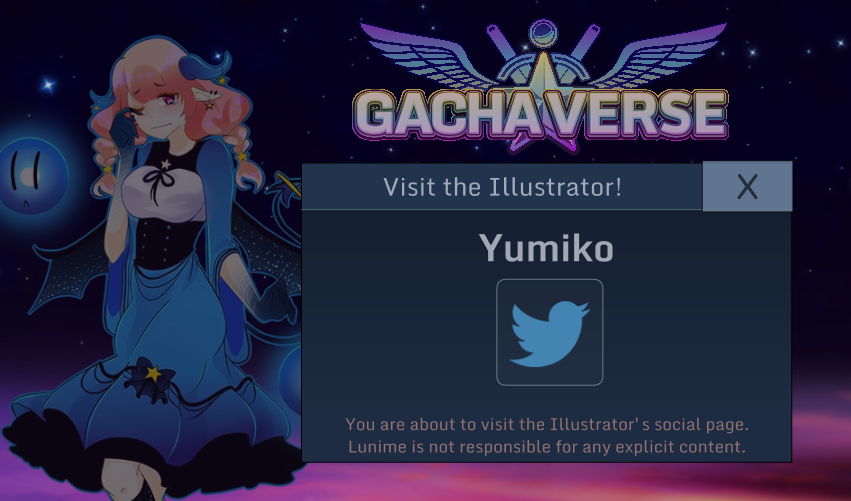 GACHAVERSE
Visit the Illustrator!
X
Yumiko
You are about to visit the Illustrator's social page.
Lunime is not responsible for any explicit content.